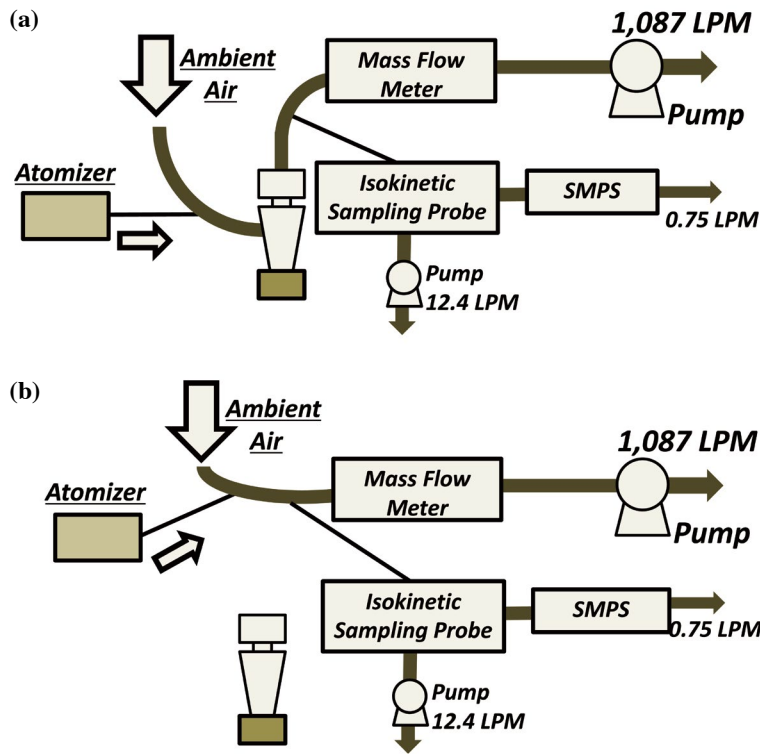 (a)
1,087 LPM
Ambient
Air
Mass Flow
Meter
Pump
Atomizer
Isokinetic
Sampling Probe
SMPS
0.75 LPM
Pump
12.4 LPM
(b)
Ambient
Air
1,087 LPM
Mass Flow
Meter
Atomizer
Pump
Isokinetic
Sampling Probe
SMPS
0.75 LPM
Pump
12.4 LPM